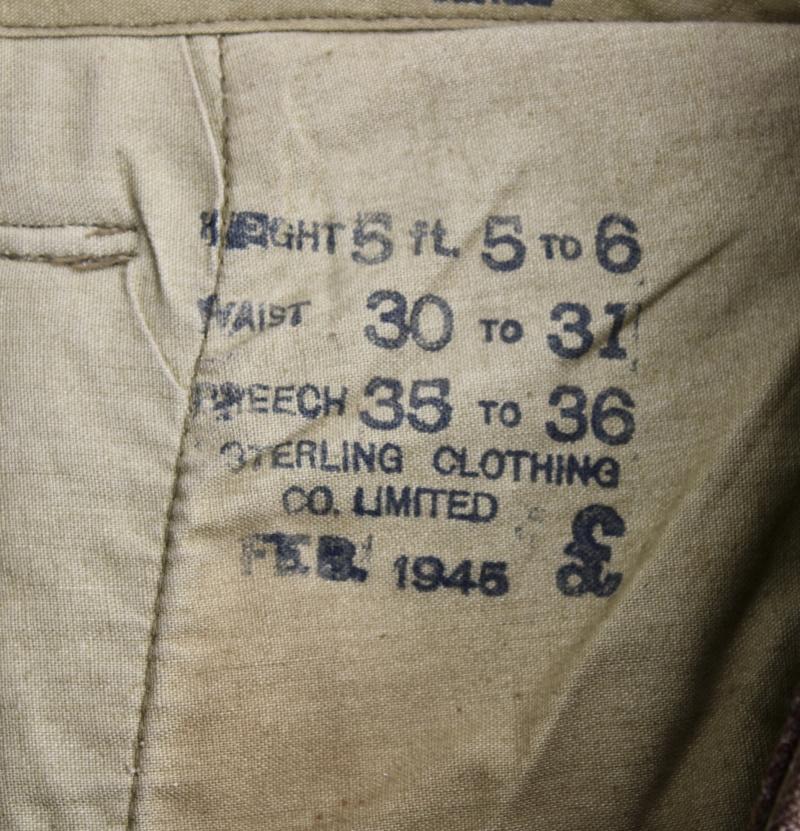 HEIGHT 5 ft. 5 TO 6
WAIST 30 TO 31
BREECH 35 TO 36
STERLING CLOTHING
CO. LIMITED
FEB. 1945